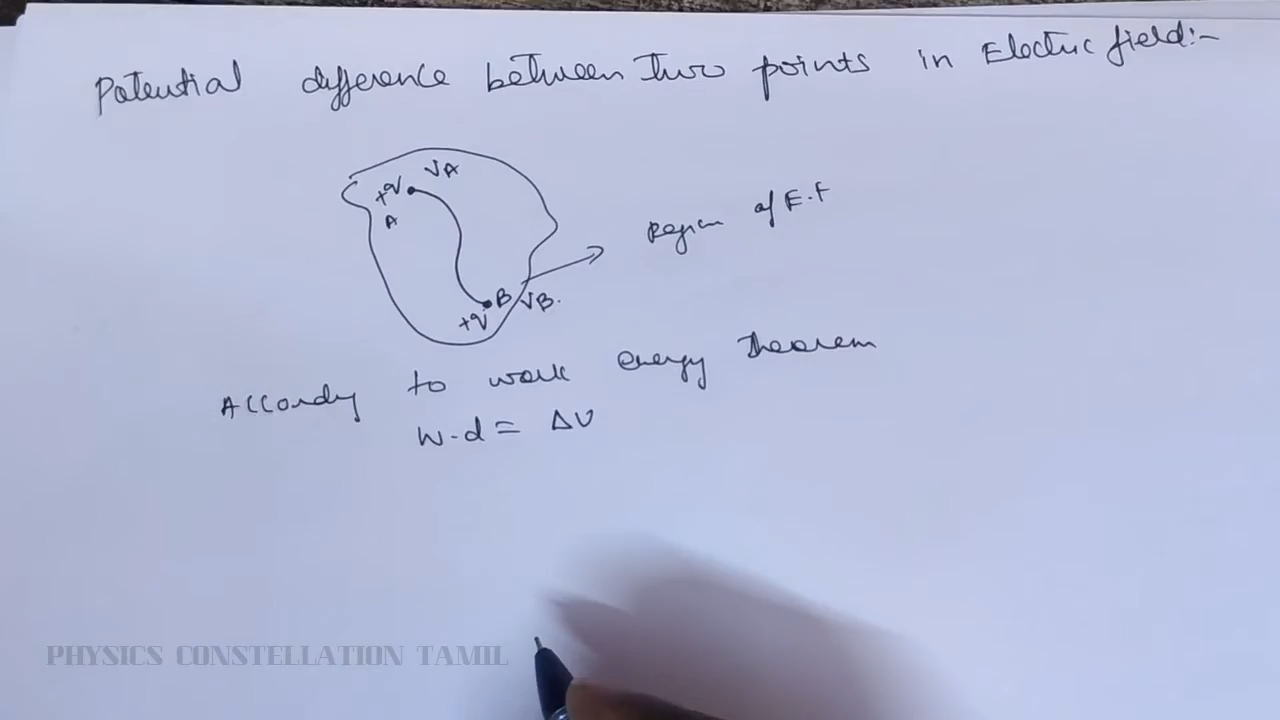 Potential difference between two points in Electric field:-
VA
+q
A
Region of E.F
B VB.
+q
According to work energy theorem
W.d = ΔU
PHYSICS CONSTELLATION TAMIL